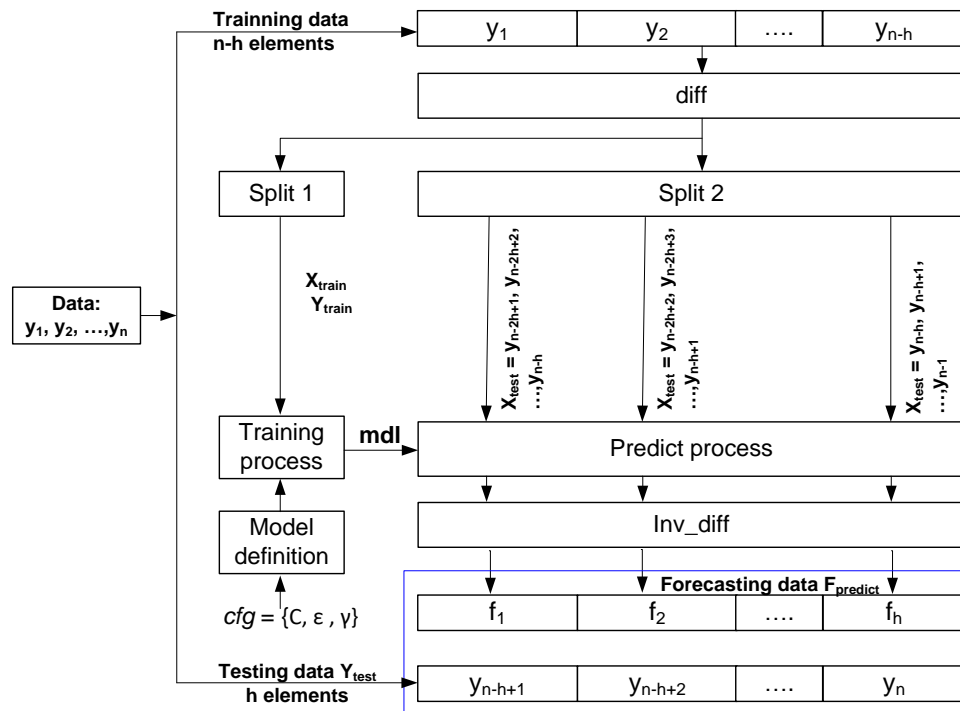 Trainning data
n-h elements
y1 y2 .... yn-h
diff
Split 1
Split 2
Xtrain
Ytrain
Xtest = yn-2h+1, yn-2h+2,
…,yn-h
Xtest = yn-2h+2, yn-2h+3,
…,yn-h+1
Xtest = yn-h, yn-h+1,
…,yn-1
Data:
y1, y2, …,yn
Training
process
mdl
Predict process
Model
definition
Inv_diff
cfg = {C, ε , γ}
Forecasting data Fpredict
f1 f2 .... fh
Testing data Ytest
h elements
yn-h+1 yn-h+2 .... yn